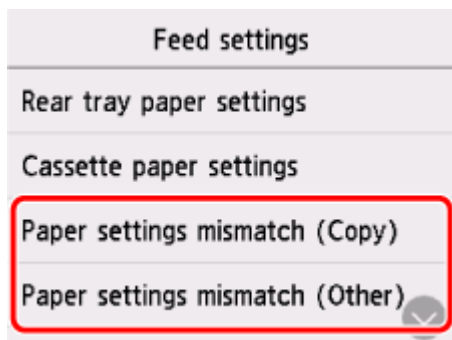 Feed settings
Rear tray paper settings
Cassette paper settings
Paper settings mismatch (Copy)
Paper settings mismatch (Other)